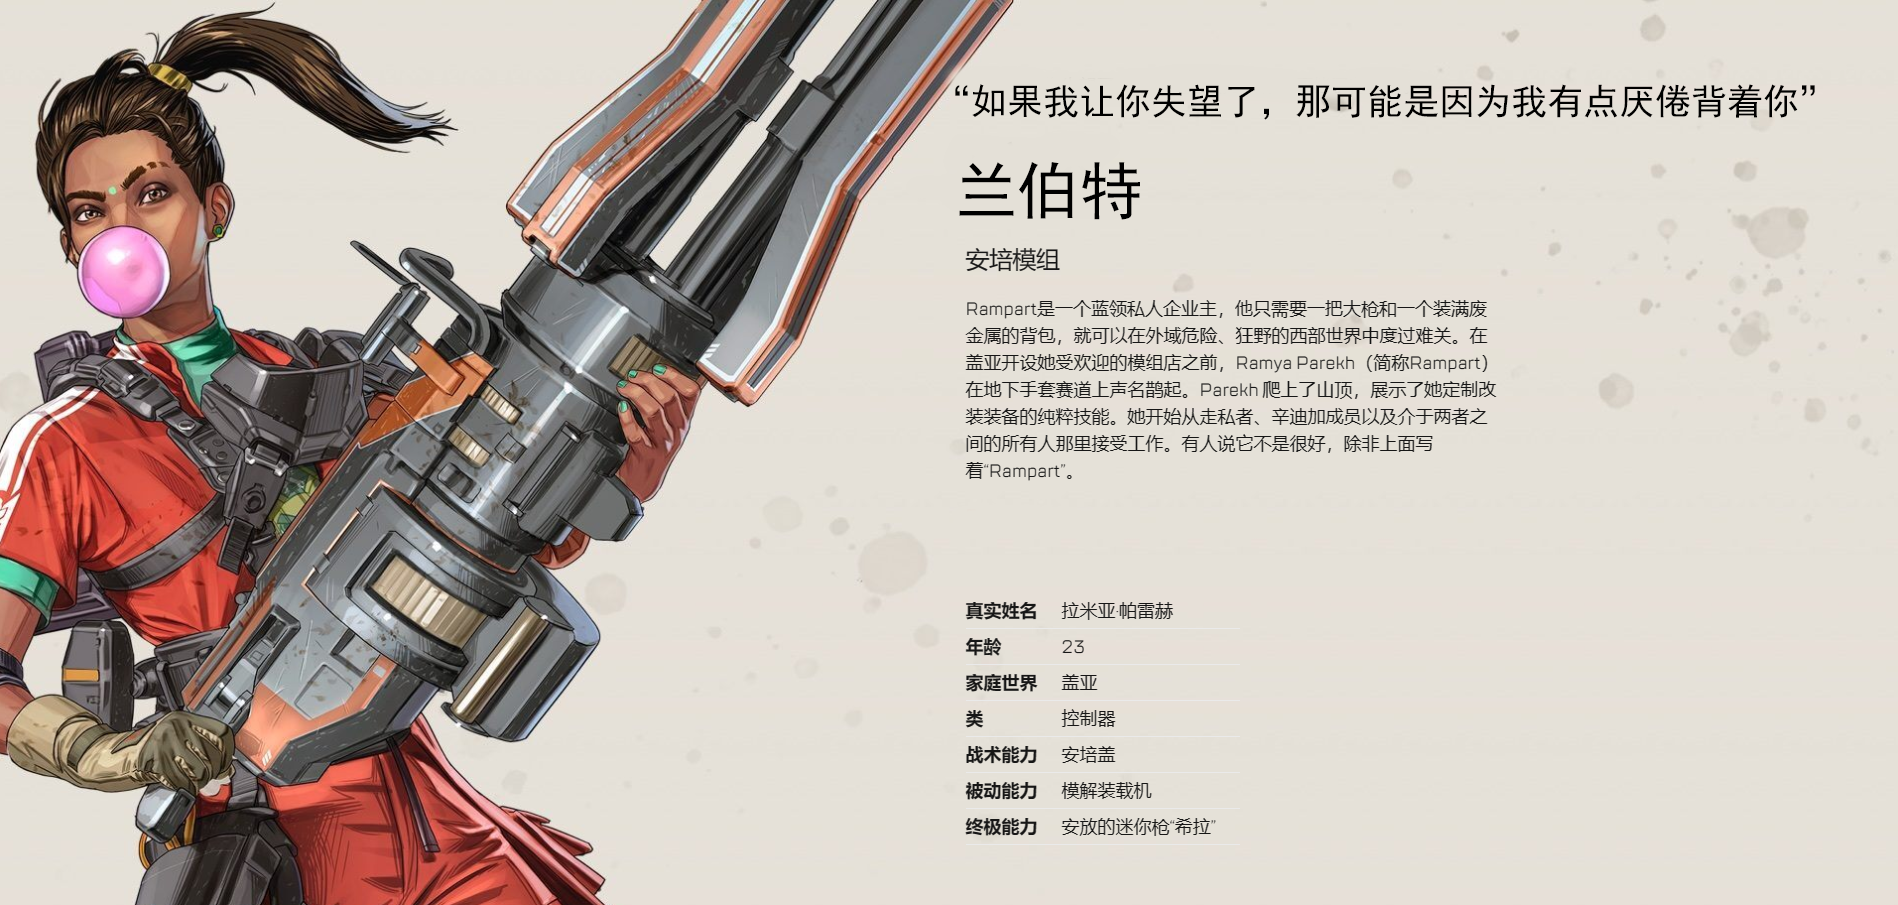 “如果我让你失望了，那可能是因为我有点厌倦背着你”
兰伯特
安培模组
Rampart是一个蓝领私人企业主，他只需要一把大枪和一个装满废
金属的背包，就可以在外域危险、狂野的西部世界中度过难关。在
盖亚开设她受欢迎的模组店之前，Ramya Parekh（简称Rampart）
在地下手套赛道上声名鹊起。Parekh 爬上了山顶，展示了她定制改
装装备的纯粹技能。她开始从走私者、辛迪加成员以及介于两者之
间的所有人那里接受工作。有人说它不是很好，除非上面写
着“Rampart”。
真实姓名 拉米亚·帕雷赫
年龄 23
家庭世界 盖亚
类 控制器
战术能力 安培盖
被动能力 模解装载机
终极能力 安放的迷你枪“希拉”